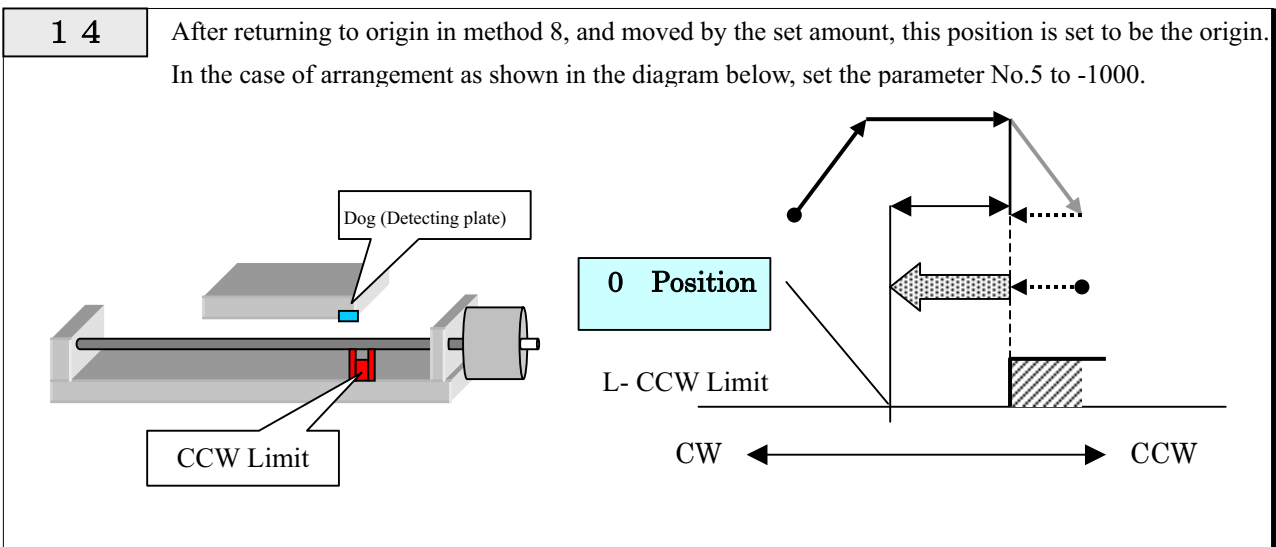 1 4
After returning to origin in method 8, and moved by the set amount, this position is set to be the origin.
In the case of arrangement as shown in the diagram below, set the parameter No.5 to -1000.
Dog (Detecting plate)
0 Position
L- CCW Limit
CCW Limit
CW
CCW